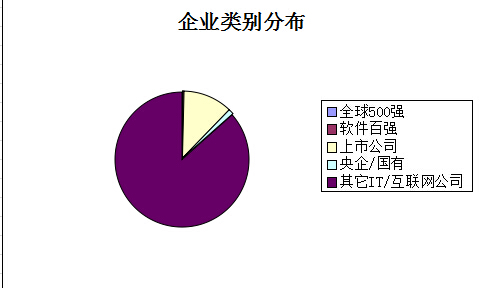 企业类别分布
全球500强
软件百强
上市公司
央企/国有
其它IT/互联网公司